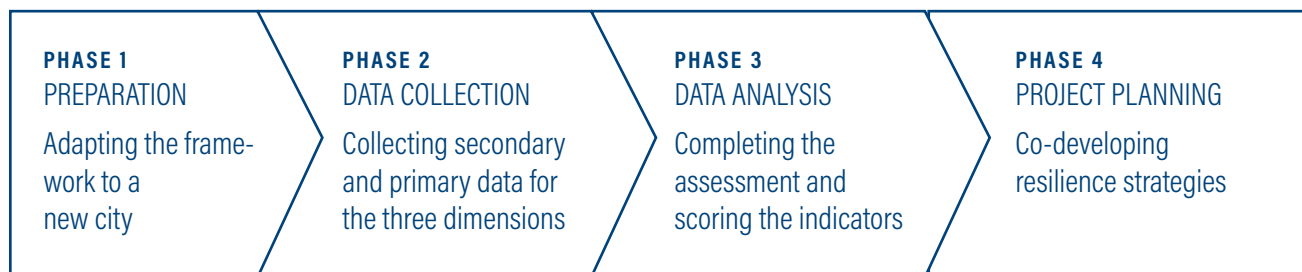 PHASE 1
PREPARATION
Adapting the frame-
work to a
new city
PHASE 2
DATA COLLECTION
Collecting secondary
and primary data for
the three dimensions
PHASE 3
DATA ANALYSIS
Completing the
assessment and
scoring the indicators
PHASE 4
PROJECT PLANNING
Co-developing
resilience strategies